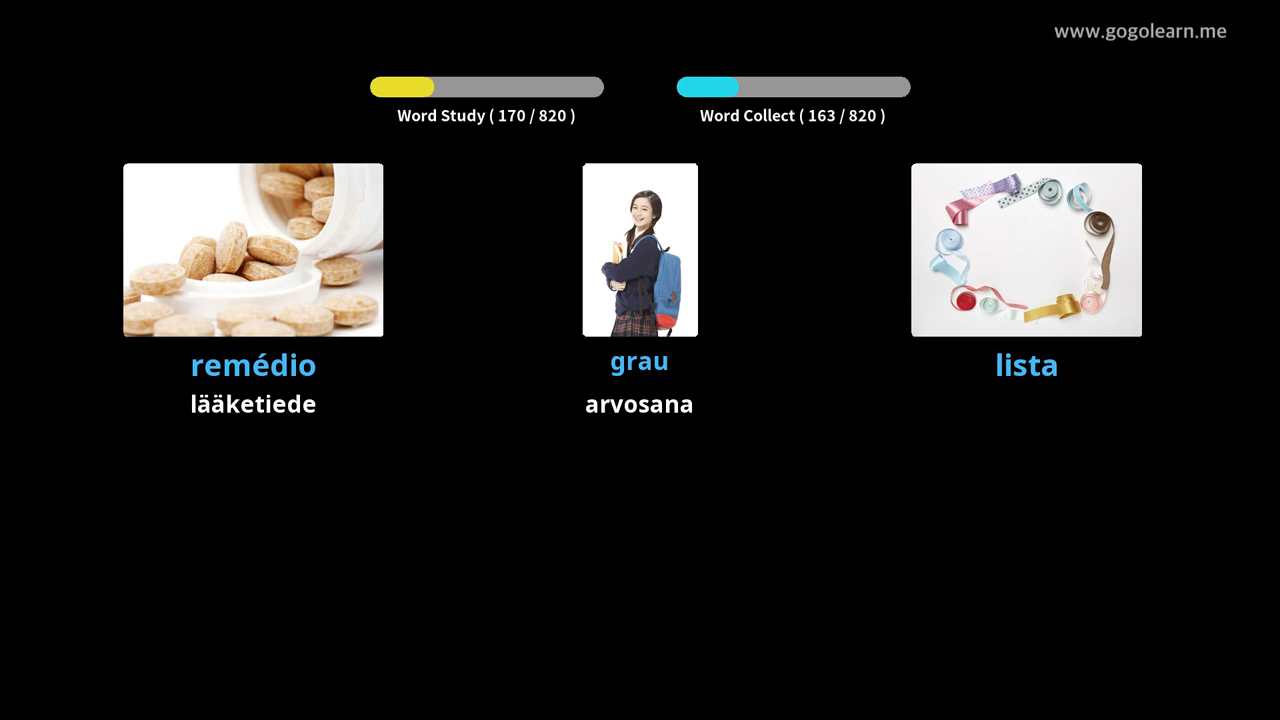 www.gogolearn.me
Word Study ( 170 / 820 )
Word Collect ( 163 / 820 )
remédio
grau
lista
lääketiede
arvosana